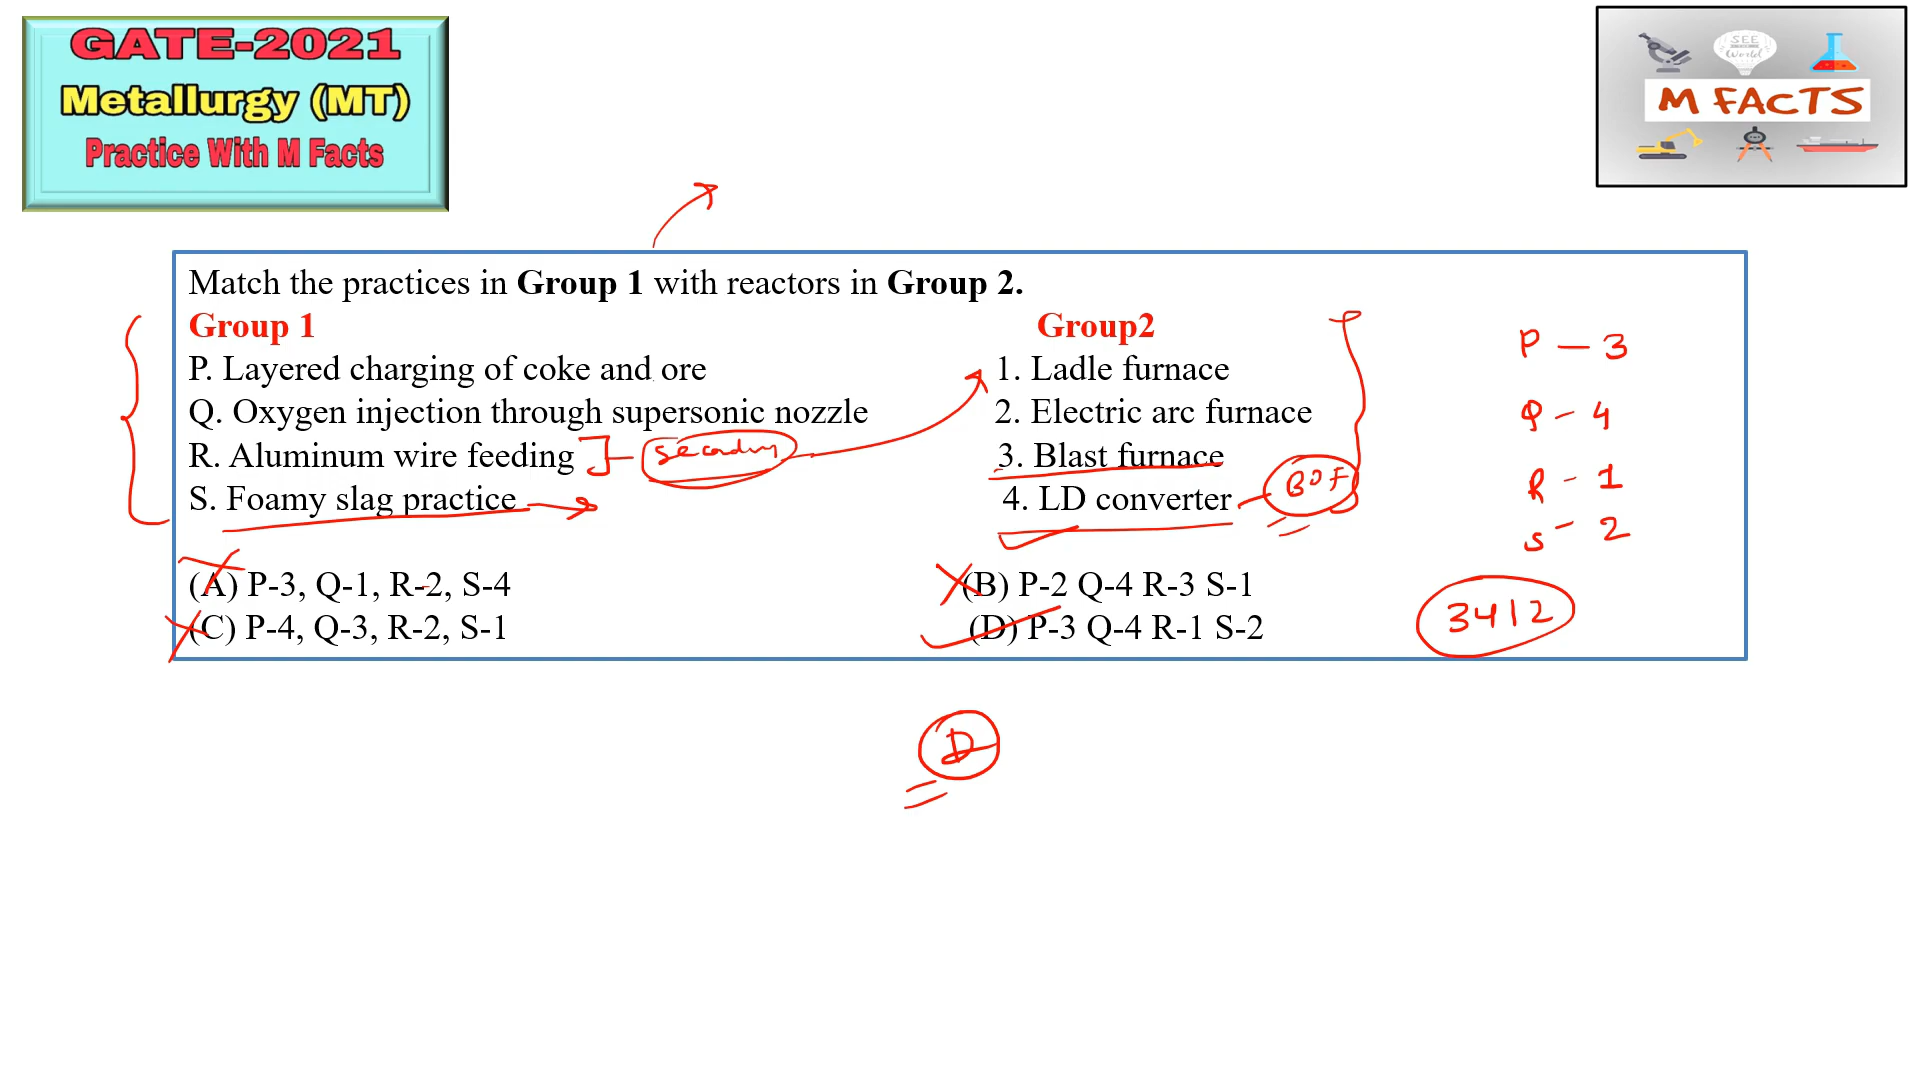 GATE-2021
Metallurgy (MT)
Practice With M Facts
SEE
World
M FACTS
Match the practices in Group 1 with reactors in Group 2.
Group 1 Group2
P. Layered charging of coke and ore 1. Ladle furnace
Q. Oxygen injection through supersonic nozzle 2. Electric arc furnace
R. Aluminum wire feeding 3. Blast furnace
S. Foamy slag practice 4. LD converter BOF
(A) P-3, Q-1, R-2, S-4 (B) P-2 Q-4 R-3 S-1
(C) P-4, Q-3, R-2, S-1 (D) P-3 Q-4 R-1 S-2
P - 3
Q - 4
R - 1
S - 2
3412
D